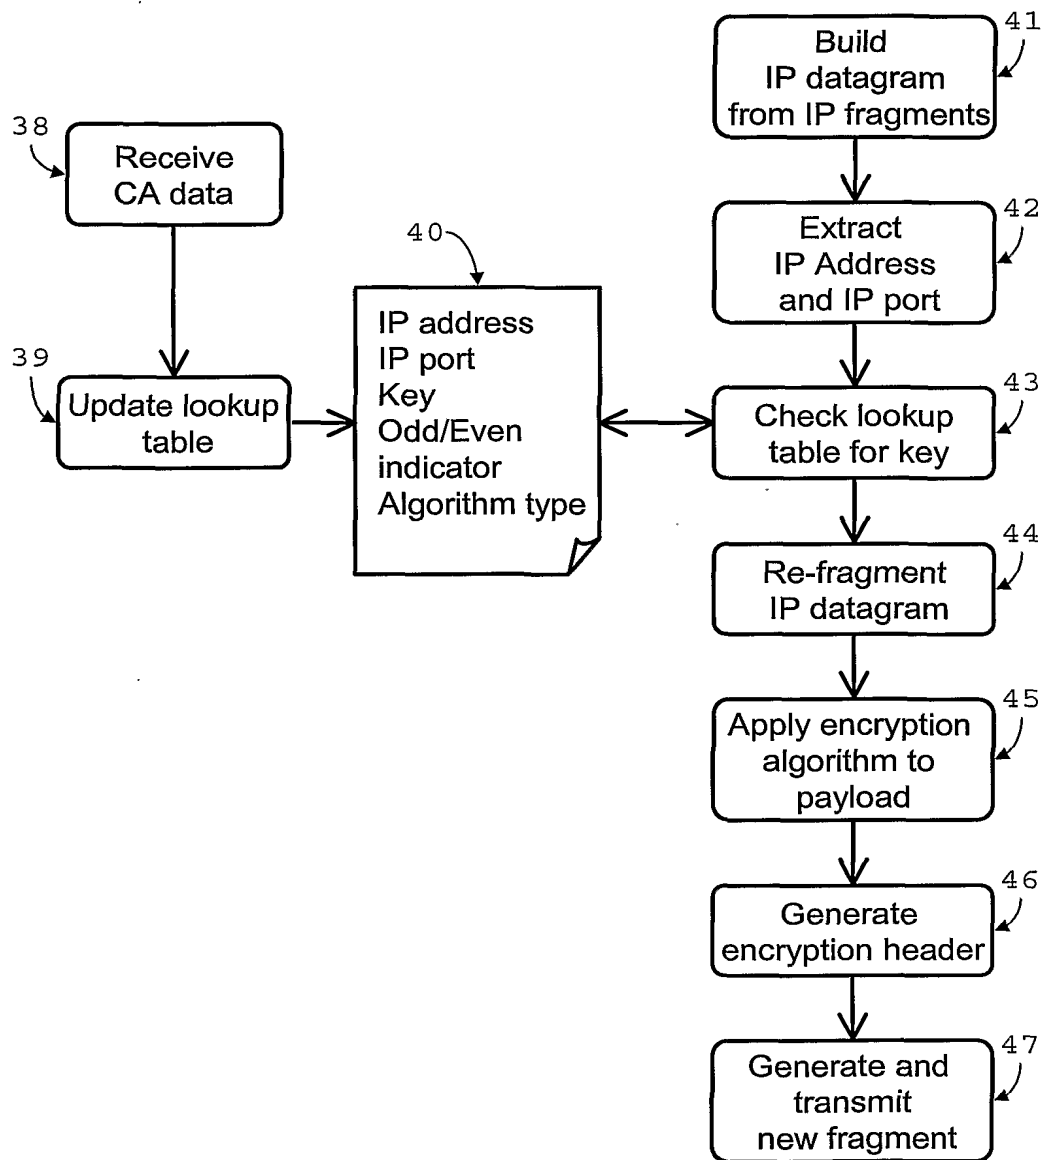 38
Receive
CA data
39
Update lookup
table
40
IP address
IP port
Key
Odd/Even
indicator
Algorithm type
41
Build
IP datagram
from IP fragments
42
Extract
IP Address
and IP port
43
Check lookup
table for key
44
Re-fragment
IP datagram
45
Apply encryption
algorithm to
payload
46
Generate
encryption header
47
Generate and
transmit
new fragment